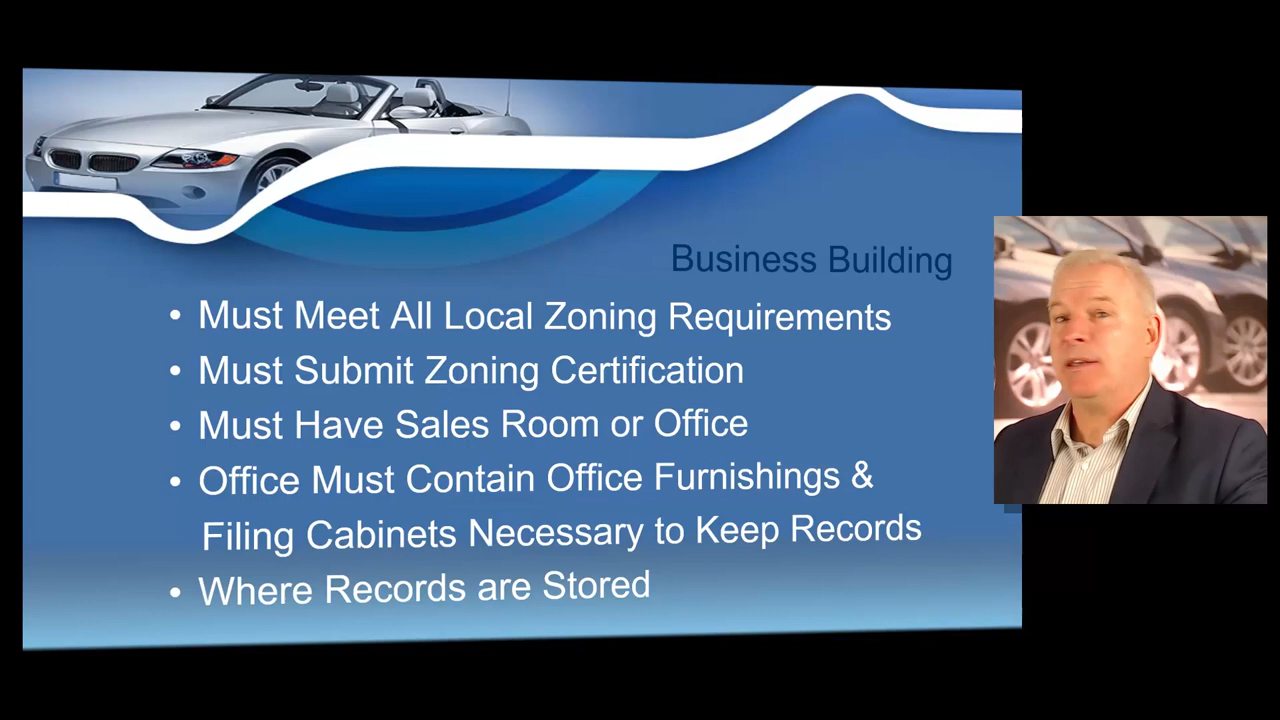 Business Building
• Must Meet All Local Zoning Requirements
• Must Submit Zoning Certification
• Must Have Sales Room or Office
• Office Must Contain Office Furnishings &
Filing Cabinets Necessary to Keep Records
• Where Records are Stored